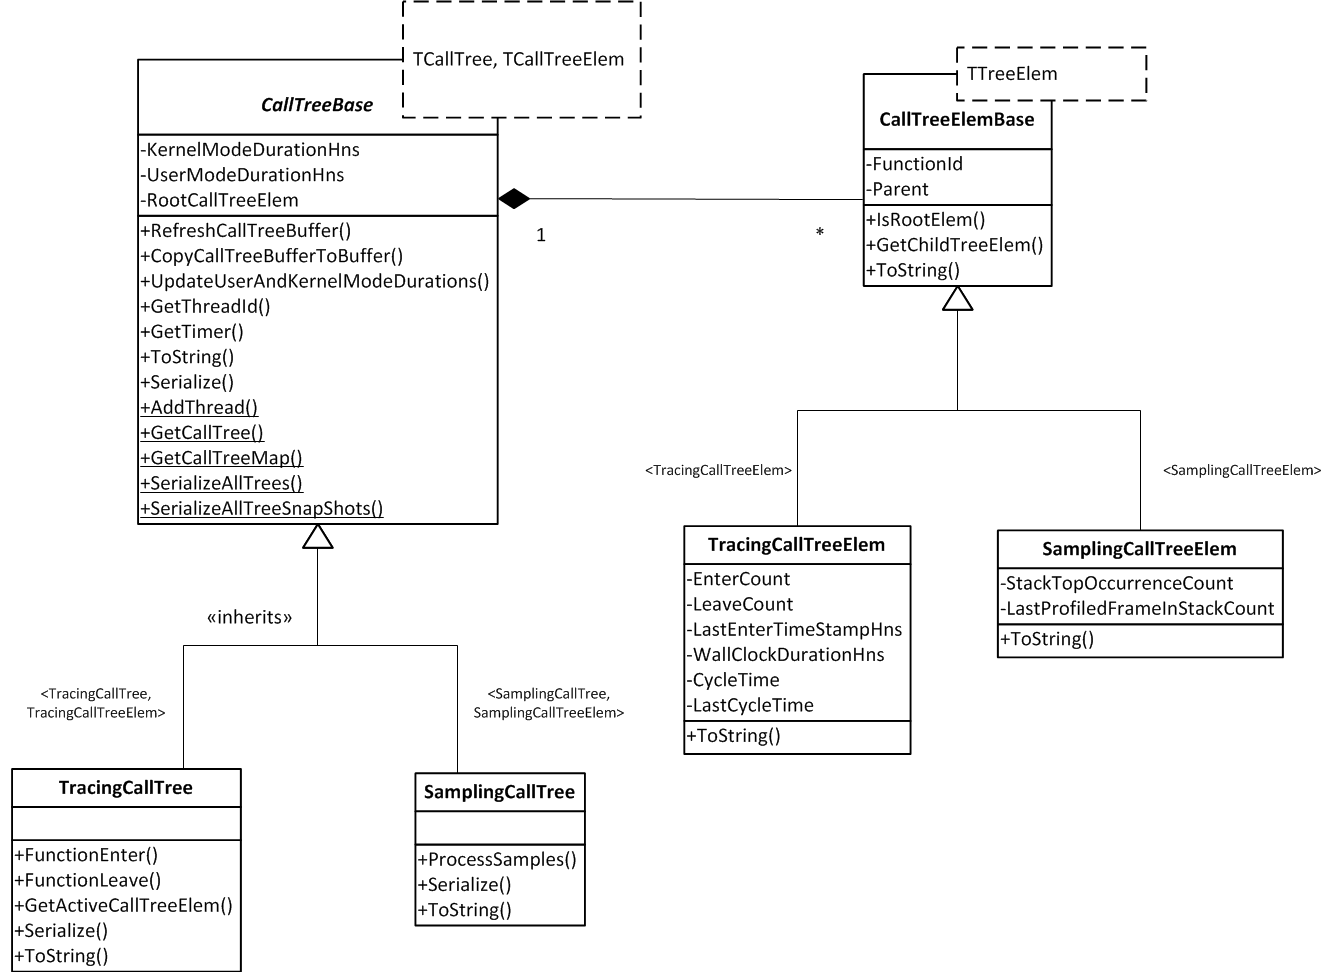 TCallTree, TCallTreeElem
CallTreeBase
-KernelModeDurationHns
-UserModeDurationHns
-RootCallTreeElem
+RefreshCallTreeBuffer()
+CopyCallTreeBufferToBuffer()
+UpdateUserAndKernelModeDurations()
+GetThreadId()
+GetTimer()
+ToString()
+Serialize()
+AddThread()
+GetCallTree()
+GetCallTreeMap()
+SerializeAllTrees()
+SerializeAllTreeSnapShots()
1
*
TTreeElem
CallTreeElemBase
-FunctionId
-Parent
+IsRootElem()
+GetChildTreeElem()
+ToString()
<TracingCallTreeElem>
<SamplingCallTreeElem>
TracingCallTreeElem
-EnterCount
-LeaveCount
-LastEnterTimeStampHns
-WallClockDurationHns
-CycleTime
-LastCycleTime
+ToString()
SamplingCallTreeElem
-StackTopOccurrenceCount
-LastProfiledFrameInStackCount
+ToString()
«inherits»
<TracingCallTree,
TracingCallTreeElem>
<SamplingCallTree,
SamplingCallTreeElem>
TracingCallTree
+FunctionEnter()
+FunctionLeave()
+GetActiveCallTreeElem()
+Serialize()
+ToString()
SamplingCallTree
+ProcessSamples()
+Serialize()
+ToString()